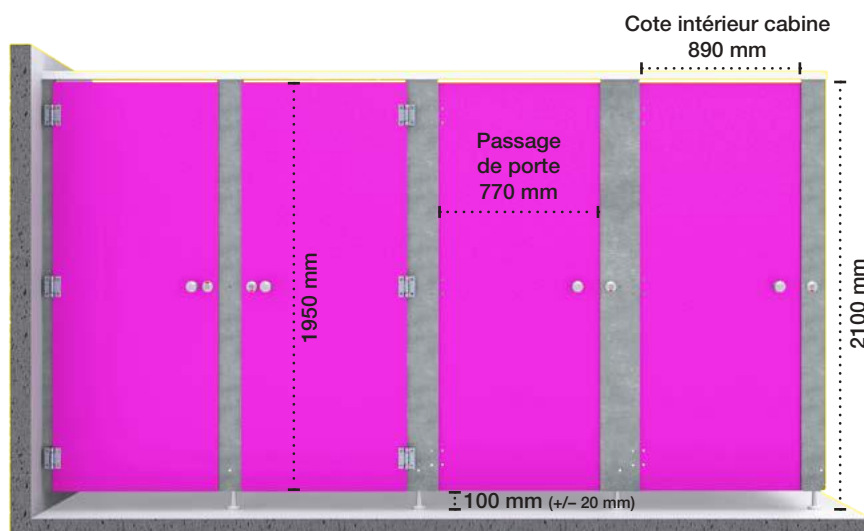 Cote intérieur cabine
890 mm
Passage
de porte
770 mm
1950 mm
2100 mm
100 mm (+/– 20 mm)